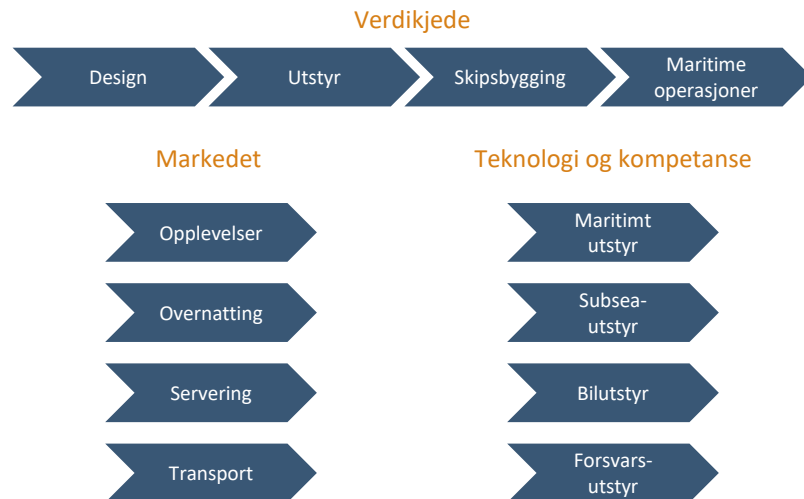 Verdikjede
Design
Utstyr
Skipsbygging
Maritime
operasjoner
Markedet
Opplevelser
Overnatting
Servering
Transport
Teknologi og kompetanse
Maritimt
utstyr
Subsea-
utstyr
Bilutstyr
Forsvars-
utstyr